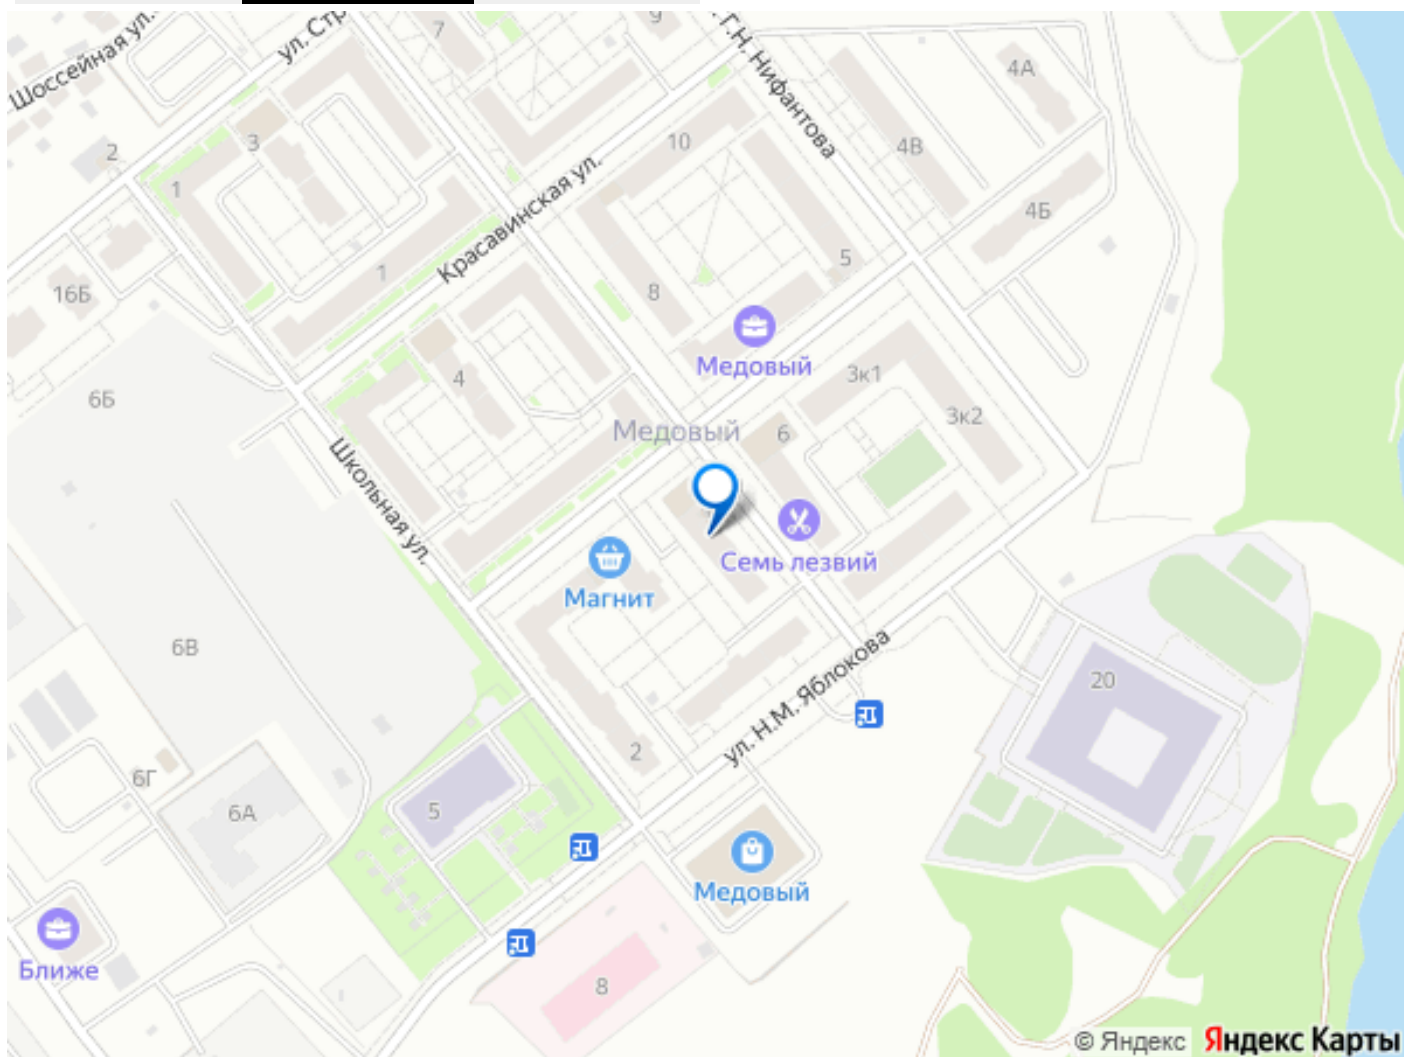 Шоссейная ул.
ул. Стр
7
9
Г.Н. Нифантова
4А
3
2
1
10
4В
Красавинская ул.
4Б
16Б
1
8
5
Медовый
6Б
4
3к1
3к2
Медовый
6
Школьная ул.
Семь лезвий
Магнит
6В
20
ул. Н.М. Яблокова
2
6Г
6А
5
Медовый
Ближе
8
© Яндекс Яндекс Карты